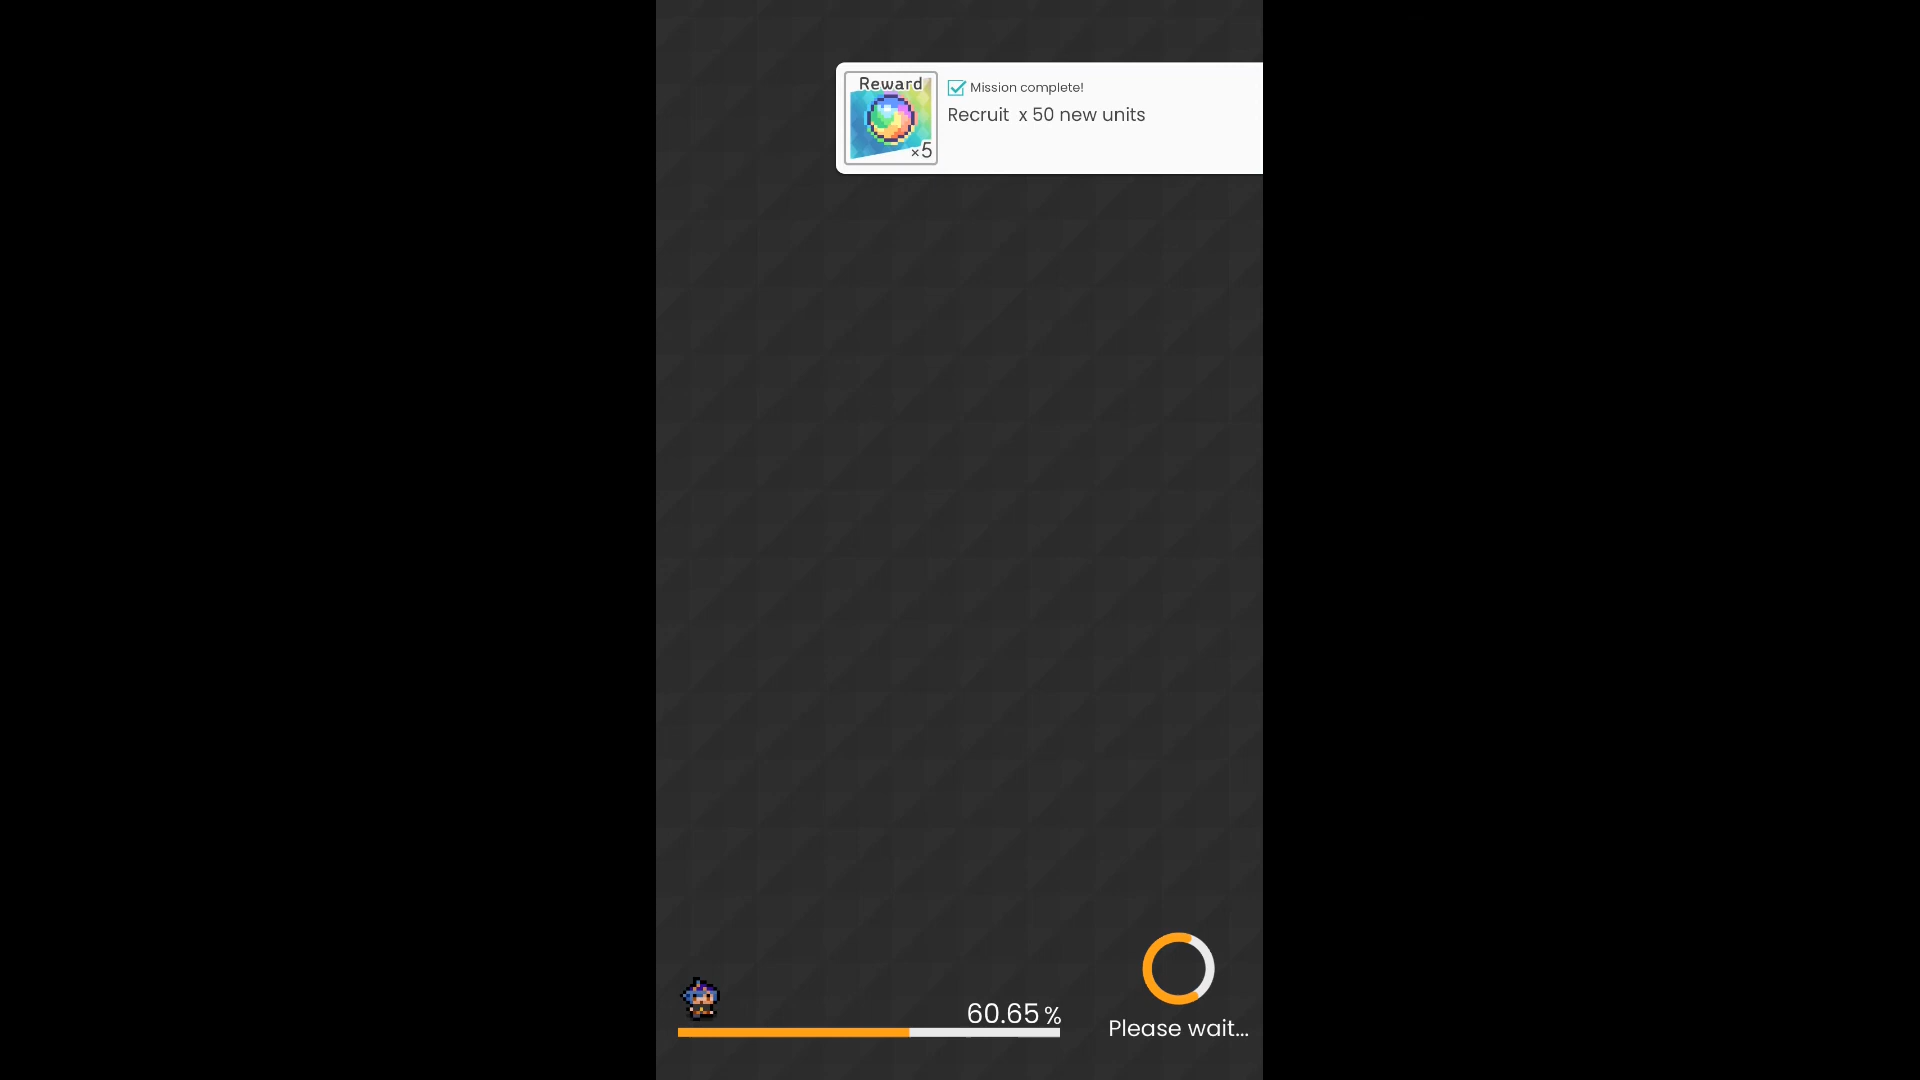 Reward
×5
Mission complete!
Recruit x 50 new units
60.65 %
Please wait...